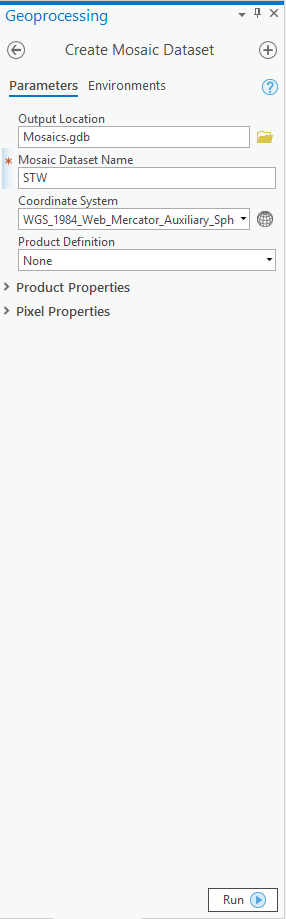 Geoprocessing
Create Mosaic Dataset
Parameters Environments
Output Location
Mosaics.gdb
* Mosaic Dataset Name
STW
Coordinate System
WGS_1984_Web_Mercator_Auxiliary_Sph
Product Definition
None
Product Properties
Pixel Properties
Run